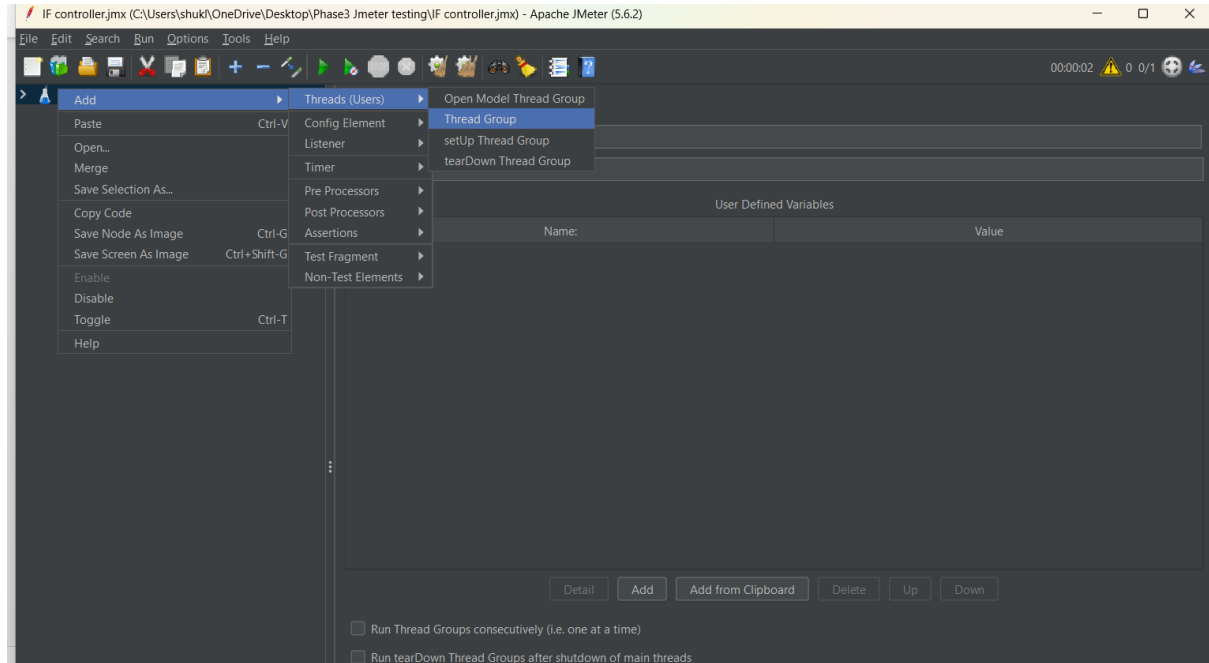 IF controller.jmx (C:\Users\shukl\OneDrive\Desktop\Phase3 Jmeter testing\IF controller.jmx) - Apache JMeter (5.6.2)
File Edit Search Run Options Tools Help
00:00:02 0 0/1
Add
Paste Ctrl-V
Open...
Merge
Save Selection As...
Copy Code
Save Node As Image Ctrl-G
Save Screen As Image Ctrl+Shift-G
Enable
Disable
Toggle Ctrl-T
Help
Threads (Users)
Config Element
Listener
Timer
Pre Processors
Post Processors
Assertions
Test Fragment
Non-Test Elements
Open Model Thread Group
Thread Group
setUp Thread Group
tearDown Thread Group
User Defined Variables
Name: Value
Detail Add Add from Clipboard Delete Up Down
Run Thread Groups consecutively (i.e. one at a time)
Run tearDown Thread Groups after shutdown of main threads